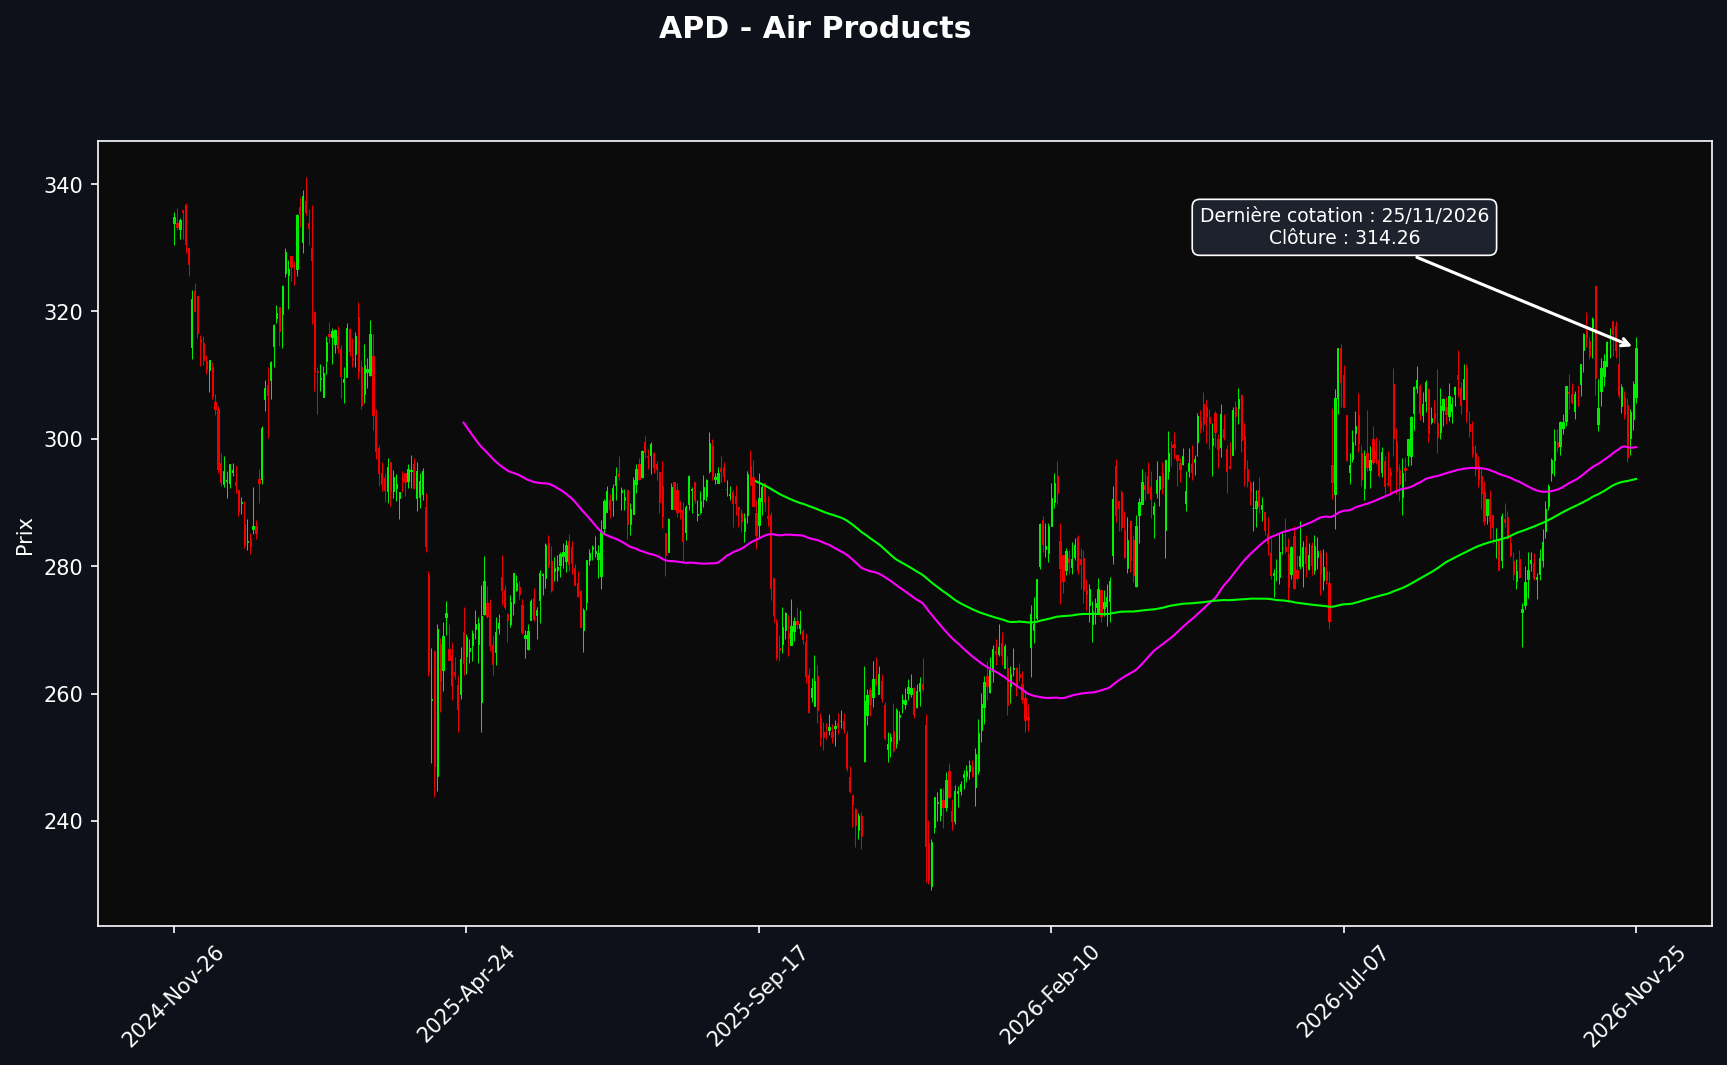 APD - Air Products
Dernière cotation : 25/11/2026
Clôture : 314.26
Prix
340
320
300
280
260
240
2024-Nov-26
2025-Apr-24
2025-Sep-17
2026-Feb-10
2026-Jul-07
2026-Nov-25